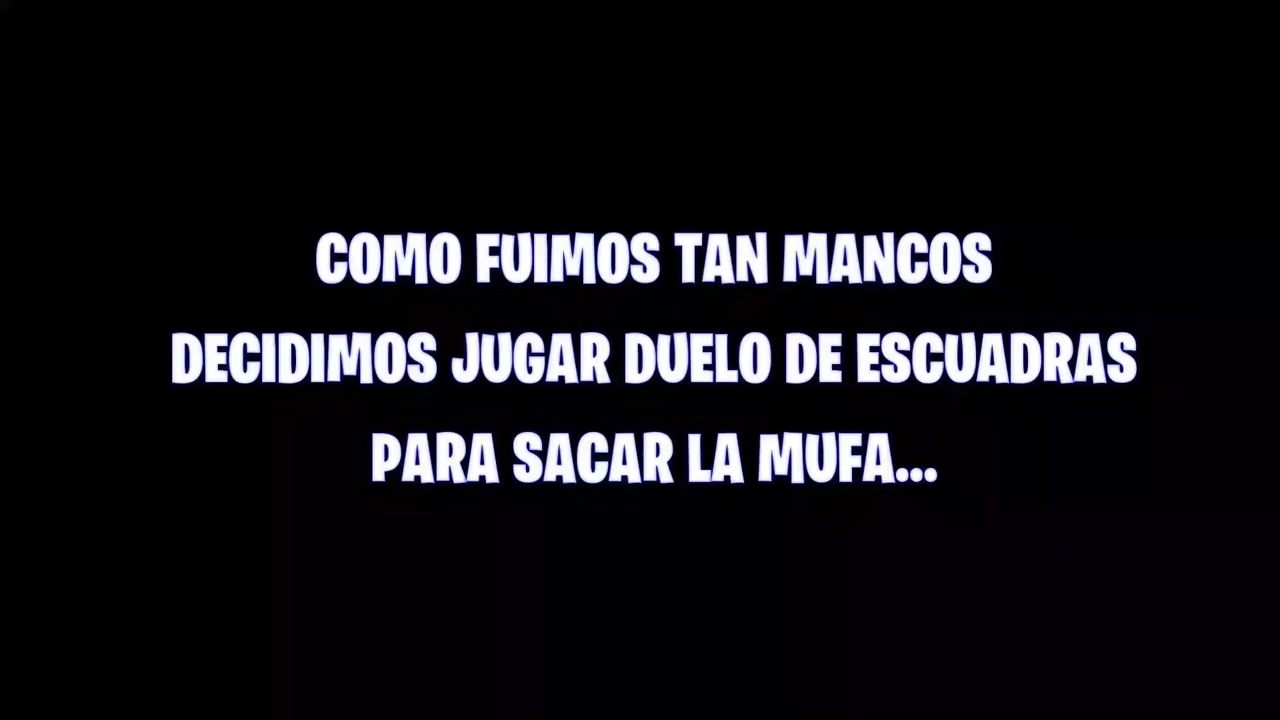 COMO FUIMOS TAN MANCOS
DECIDIMOS JUGAR DUELO DE ESCUADRAS
PARA SACAR LA MUFA...